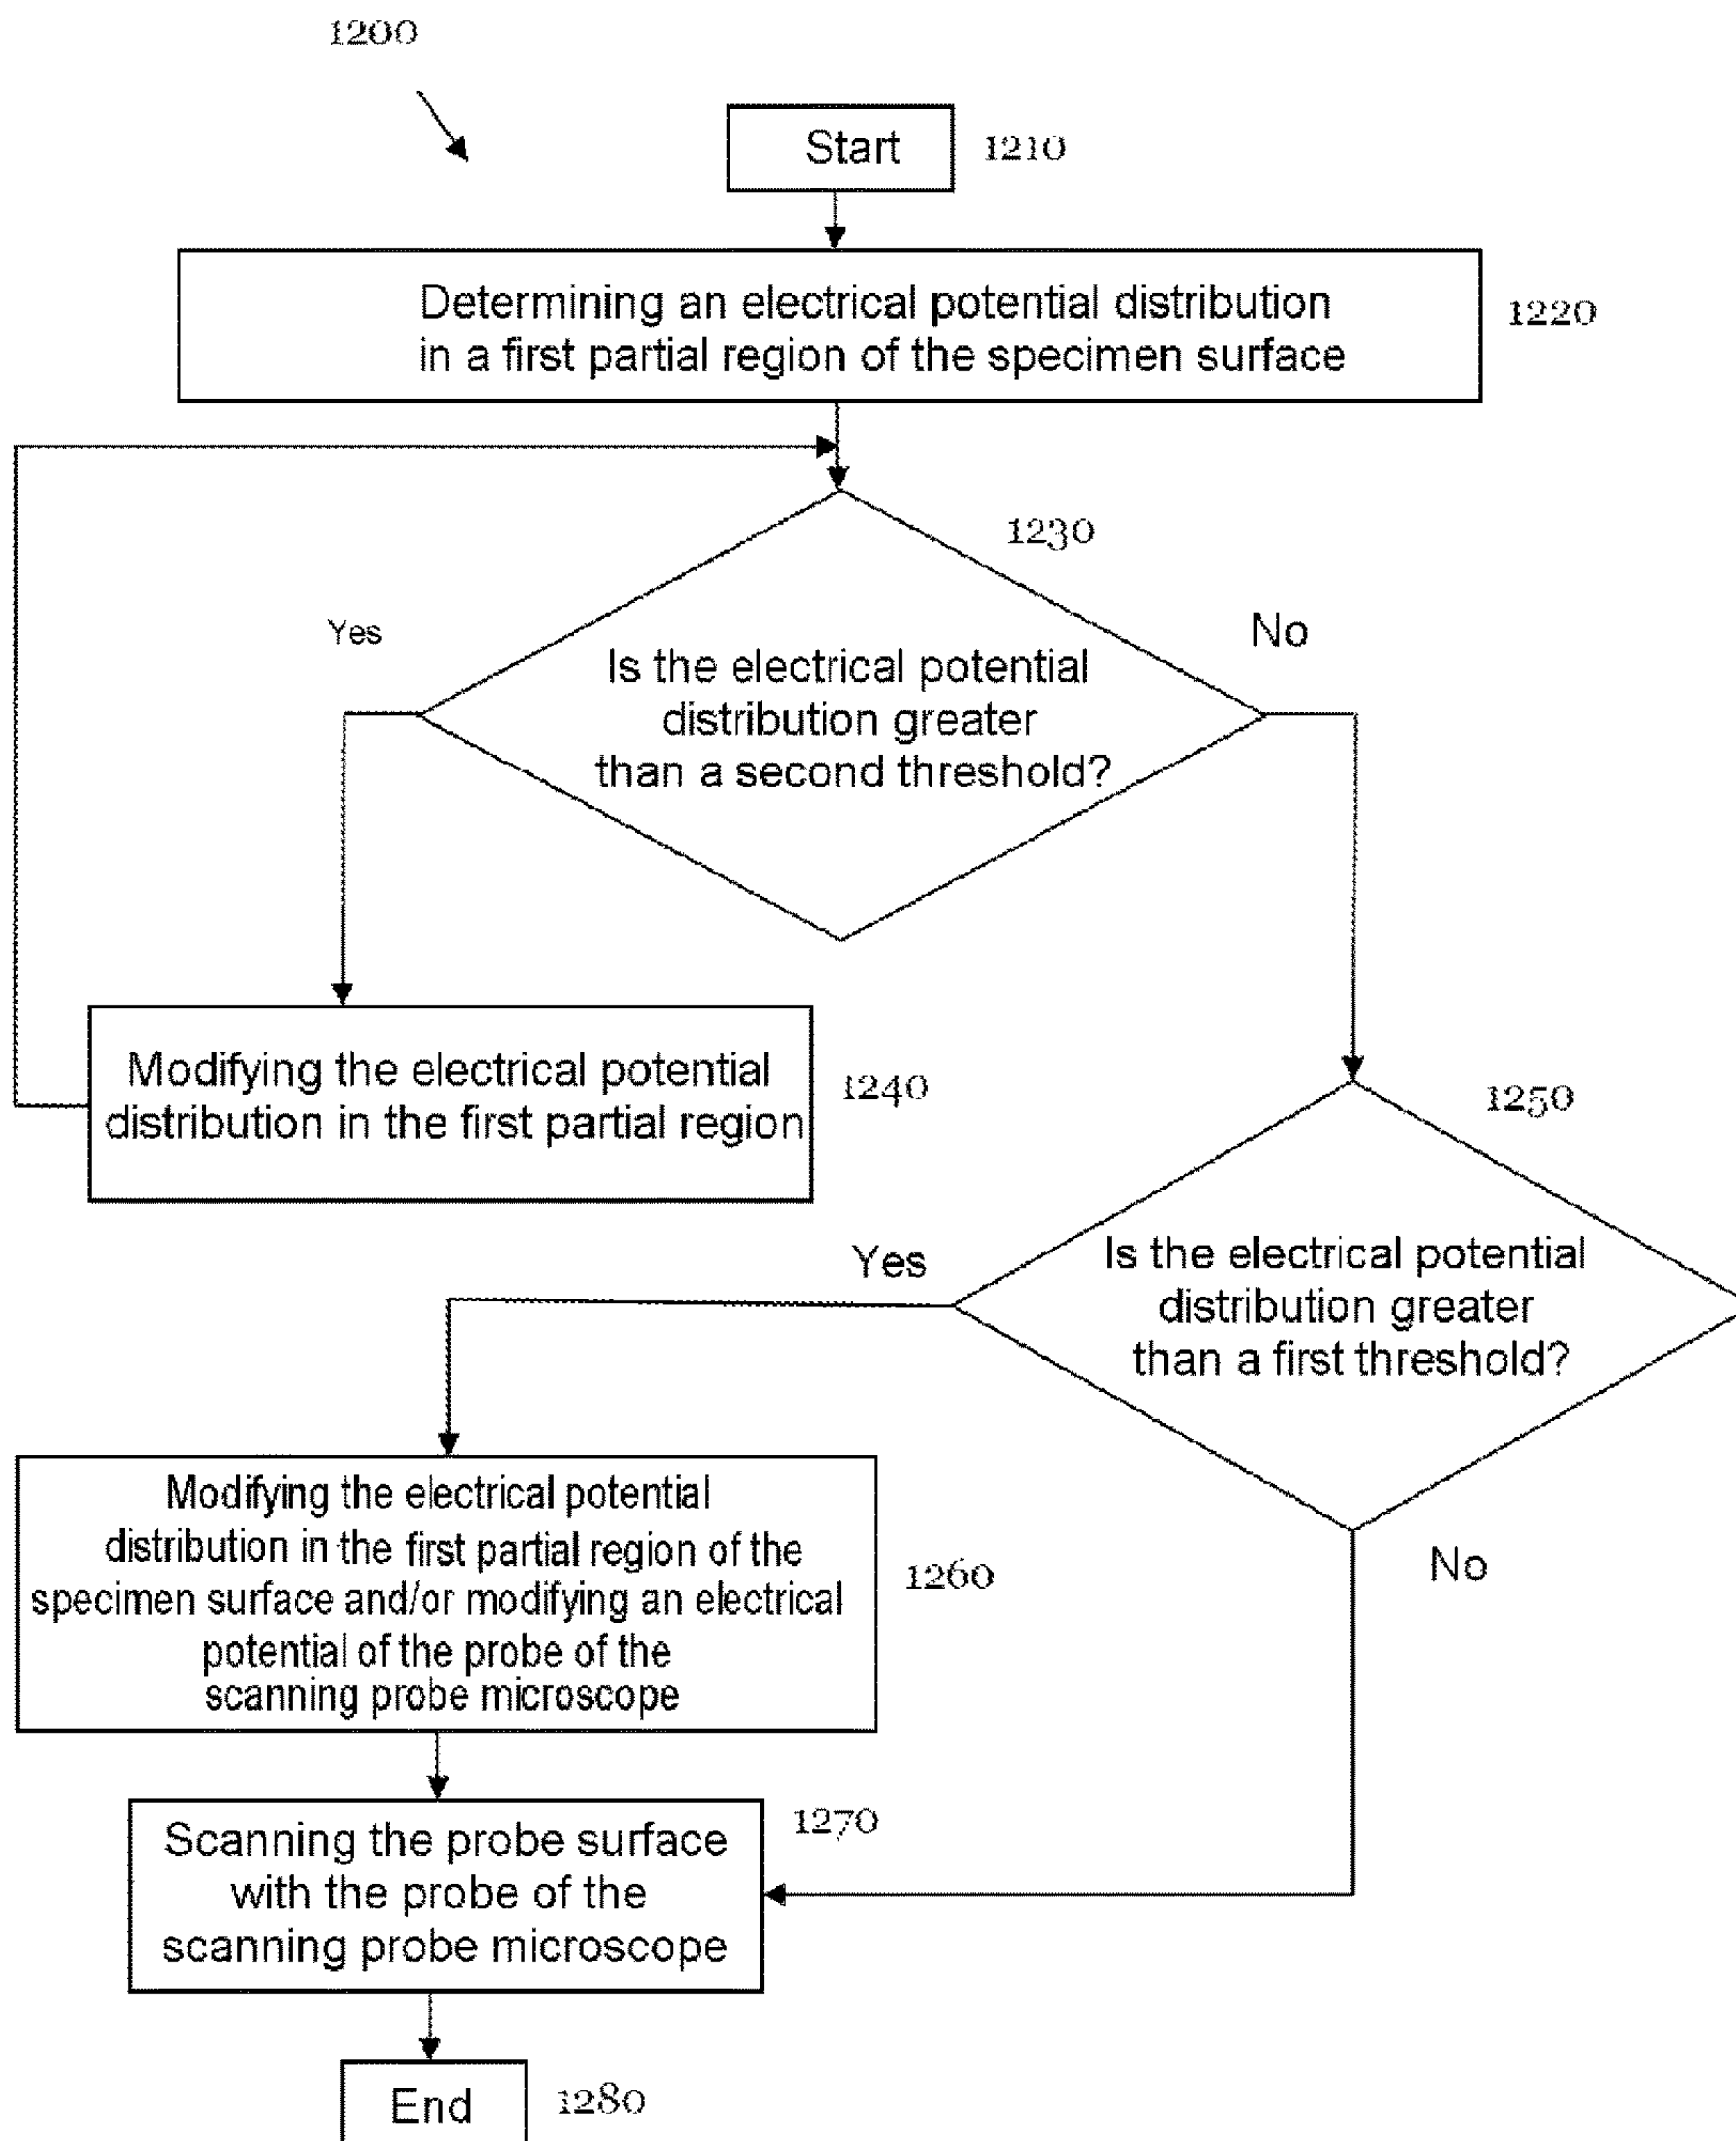 1200
Start
1210
Determining an electrical potential distribution
in a first partial region of the specimen surface
1220
1230
Yes
No
Is the electrical potential
distribution greater
than a second threshold?
Modifying the electrical potential
distribution in the first partial region
1240
1250
Yes
Is the electrical potential
distribution greater
than a first threshold?
No
Modifying the electrical potential
distribution in the first partial region of the
specimen surface and/or modifying an electrical
potential of the probe of the
scanning probe microscope
1260
Scanning the probe surface
with the probe of the
scanning probe microscope
1270
End
1280